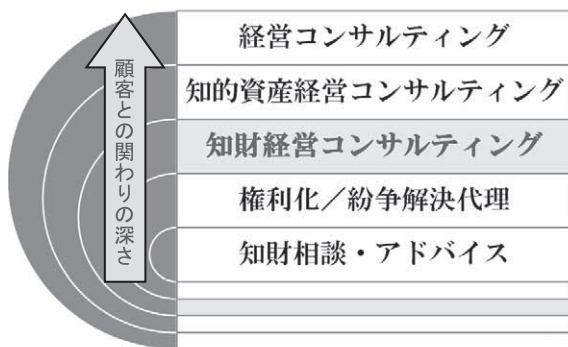 経営コンサルティング
知的資産経営コンサルティング
知財経営コンサルティング
権利化／紛争解決代理
知財相談・アドバイス
顧客との関わりの深さ